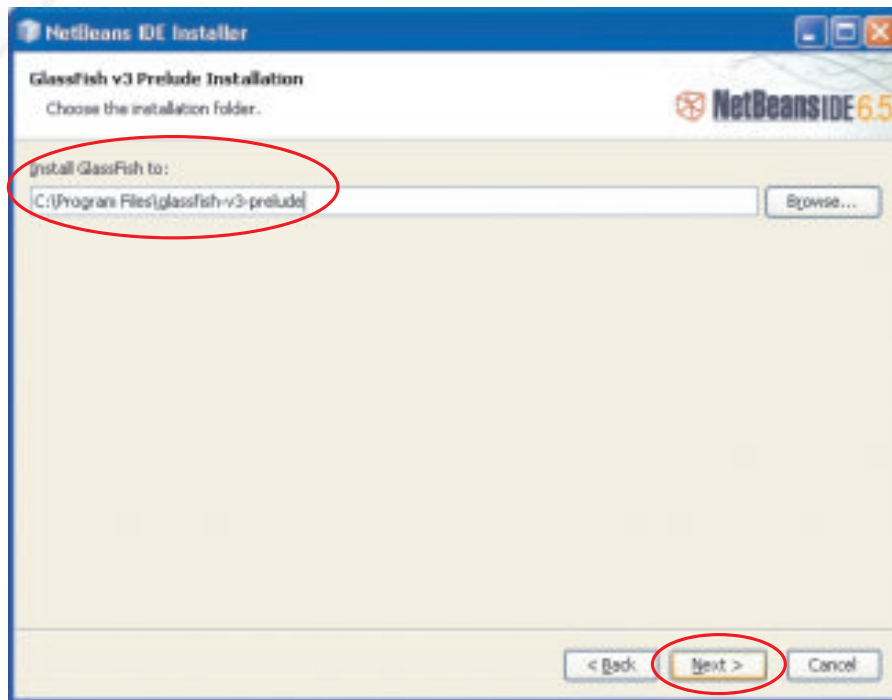 NetBeans IDE Installer
GlassFish v3 Prelude Installation
Choose the installation folder.
NetBeans IDE 6.5
Install GlassFish to:
C:\Program Files\glassfish-v3-prelude
Browse...
< Back
Next >
Cancel